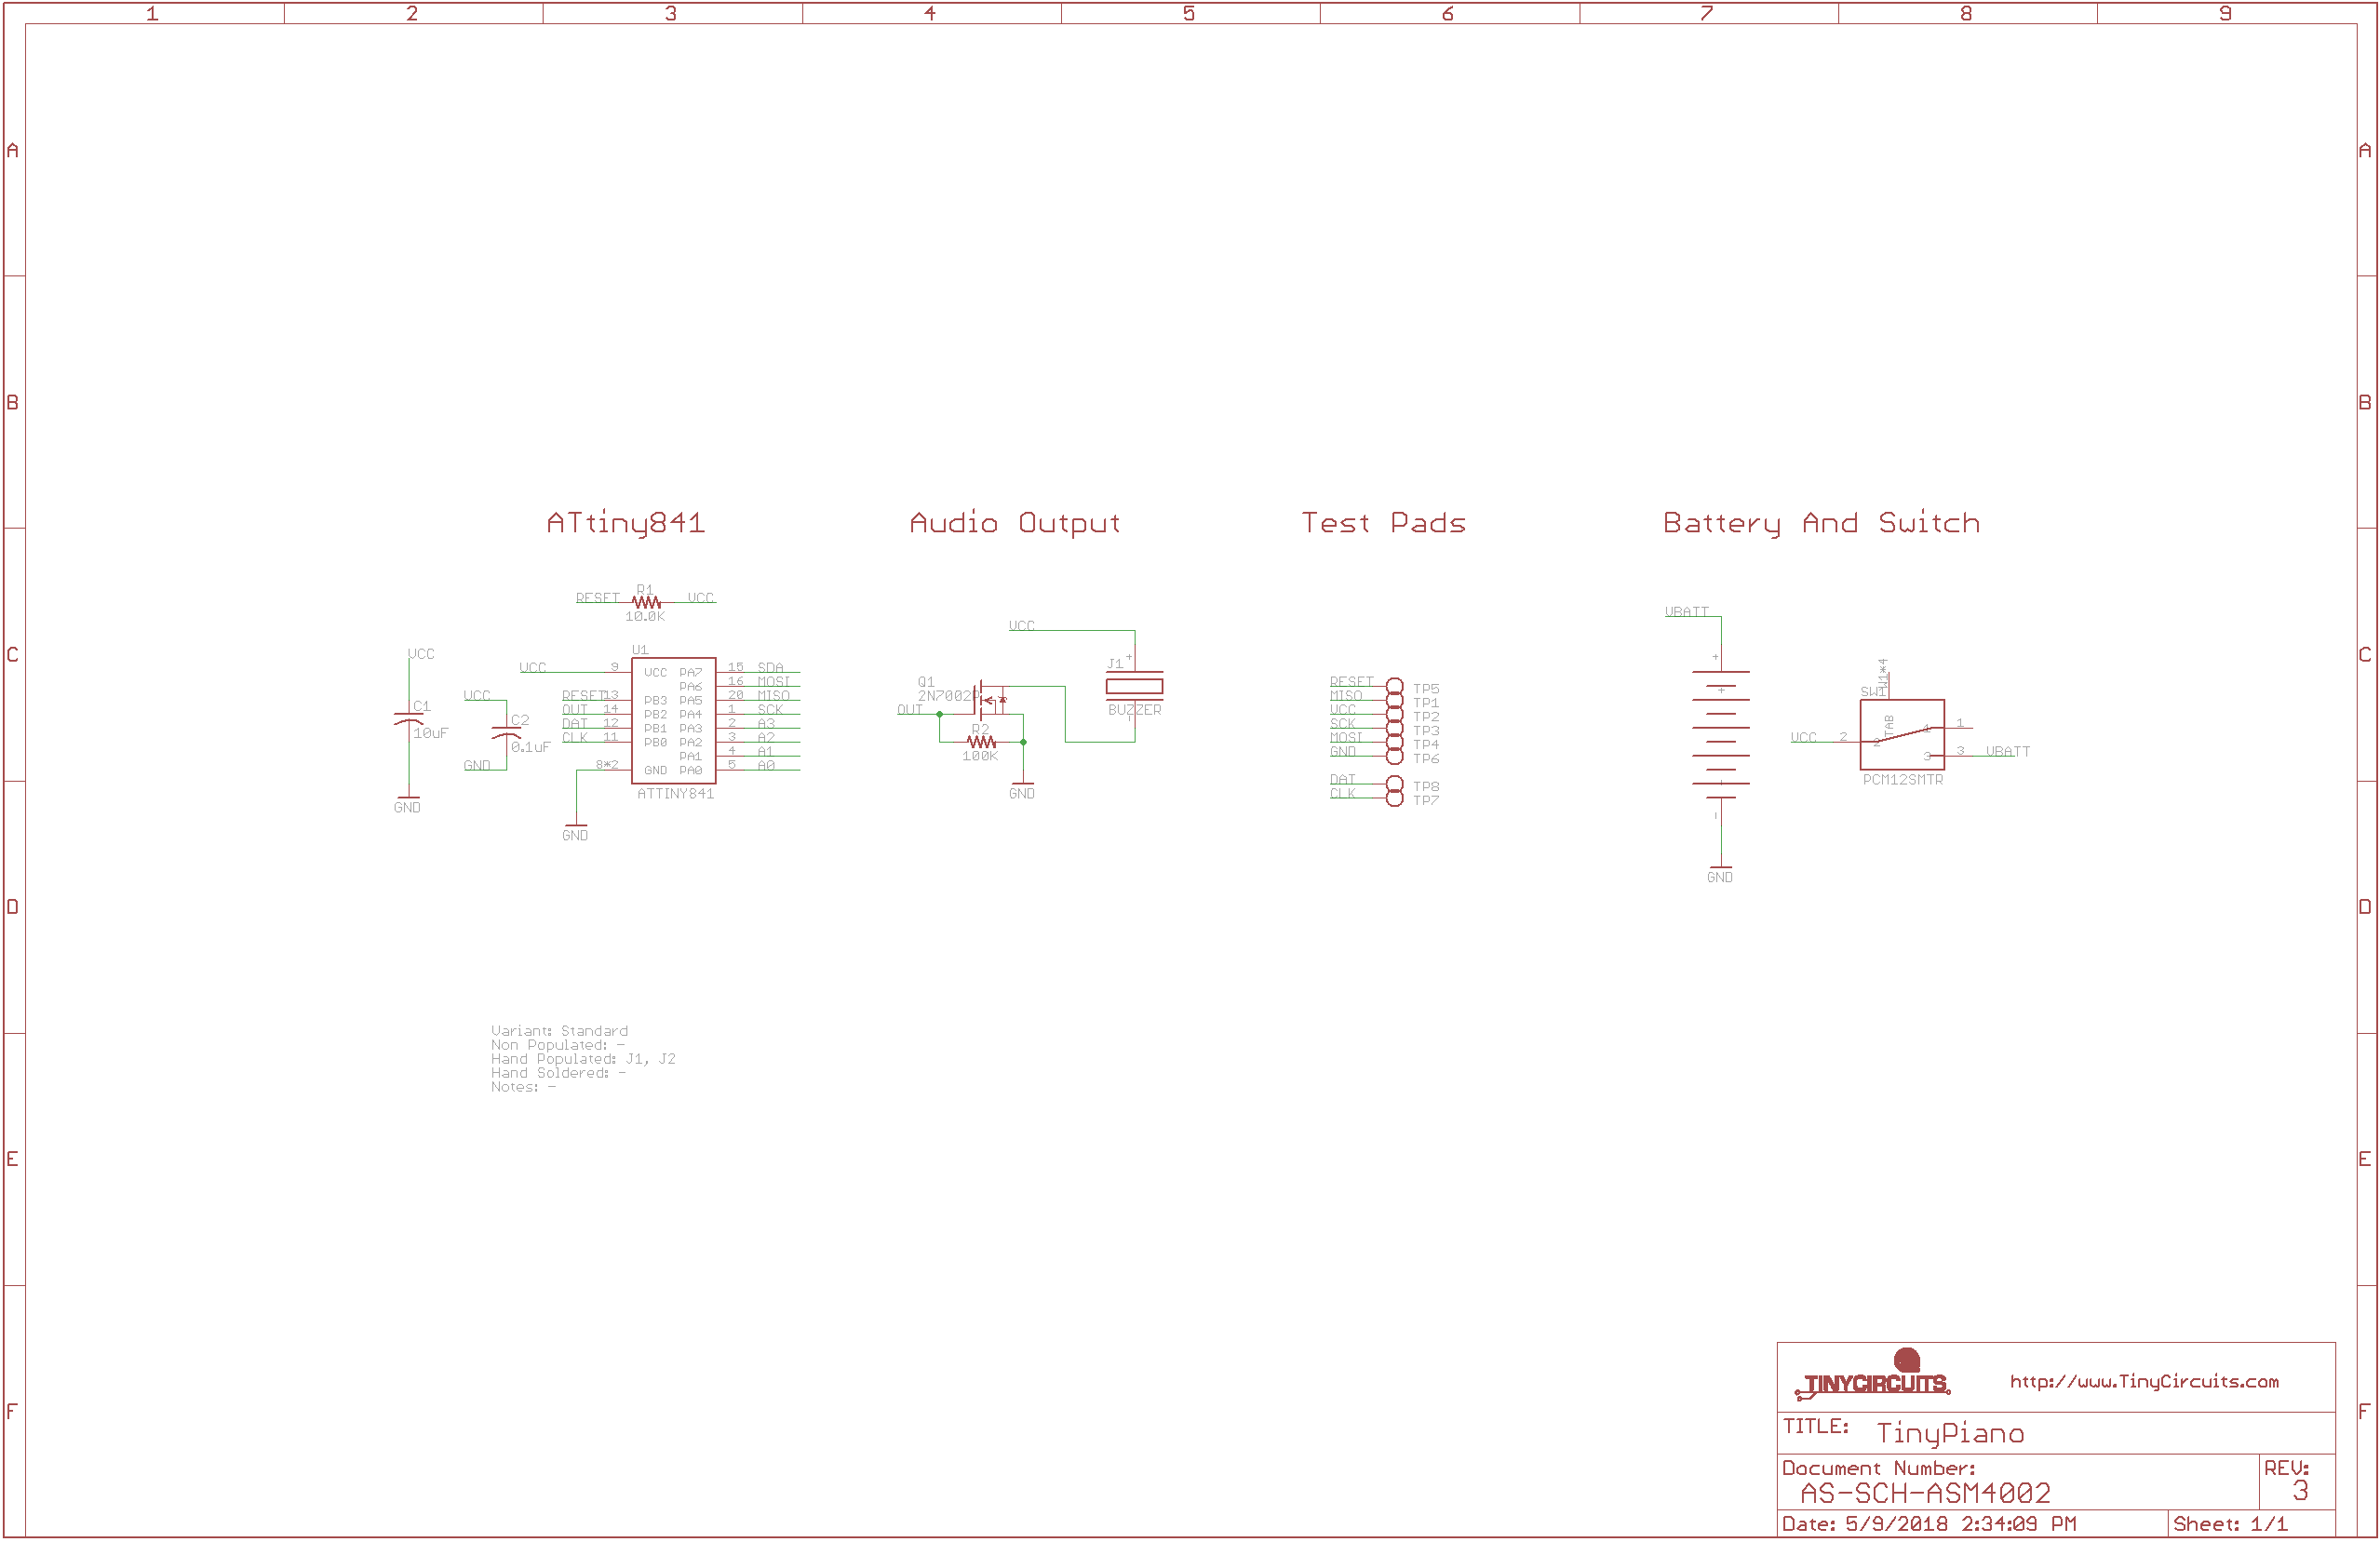 1 2 3 4 5 6 7 8 9
A A
B B
C C
D D
E E
F F
ATtiny841
R1
RESET VCC
10.0K
VCC
C1
10uF
GND
VCC
C2
0.1uF
GND
U1
VCC 9 VCC PA7 15 SDA
PA6 16 MOSI
RESET 13 PB3 PA5 20 MISO
OUT 14 PB2 PA4 1 SCK
DAT 12 PB1 PA3 2 A3
CLK 11 PB0 PA2 3 A2
PA1 4 A1
8*2 GND PA0 5 A0
ATTINY841
GND
Audio Output
VCC
J1 +
BUZZER
-
Q1
2N7002P
OUT
R2
100K
GND
Test Pads
RESET TP5
MISO TP1
VCC TP2
SCK TP3
MOSI TP4
GND TP6
DAT TP8
CLK TP7
Battery And Switch
VBATT
+
+
-
GND
SW1
TAB
1 1
VCC 2 2
3 3 VBATT
PCM12SMTR
Variant: Standard
Non Populated: -
Hand Populated: J1, J2
Hand Soldered: -
Notes: -
TINYCIRCUITS
http://www.TinyCircuits.com
TITLE: TinyPiano
Document Number:
AS-SCH-ASM4002
REV:
3
Date: 5/9/2018 2:34:09 PM
Sheet: 1/1